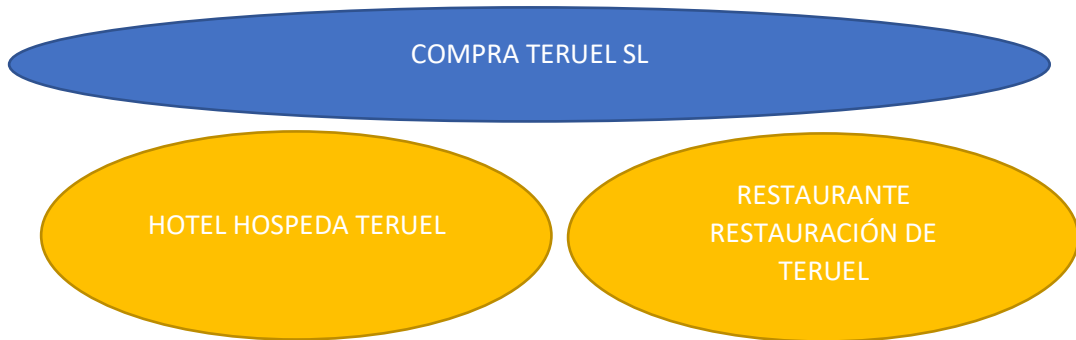 COMPRA TERUEL SL
HOTEL HOSPEDA TERUEL
RESTAURANTE
RESTAURACIÓN DE
TERUEL